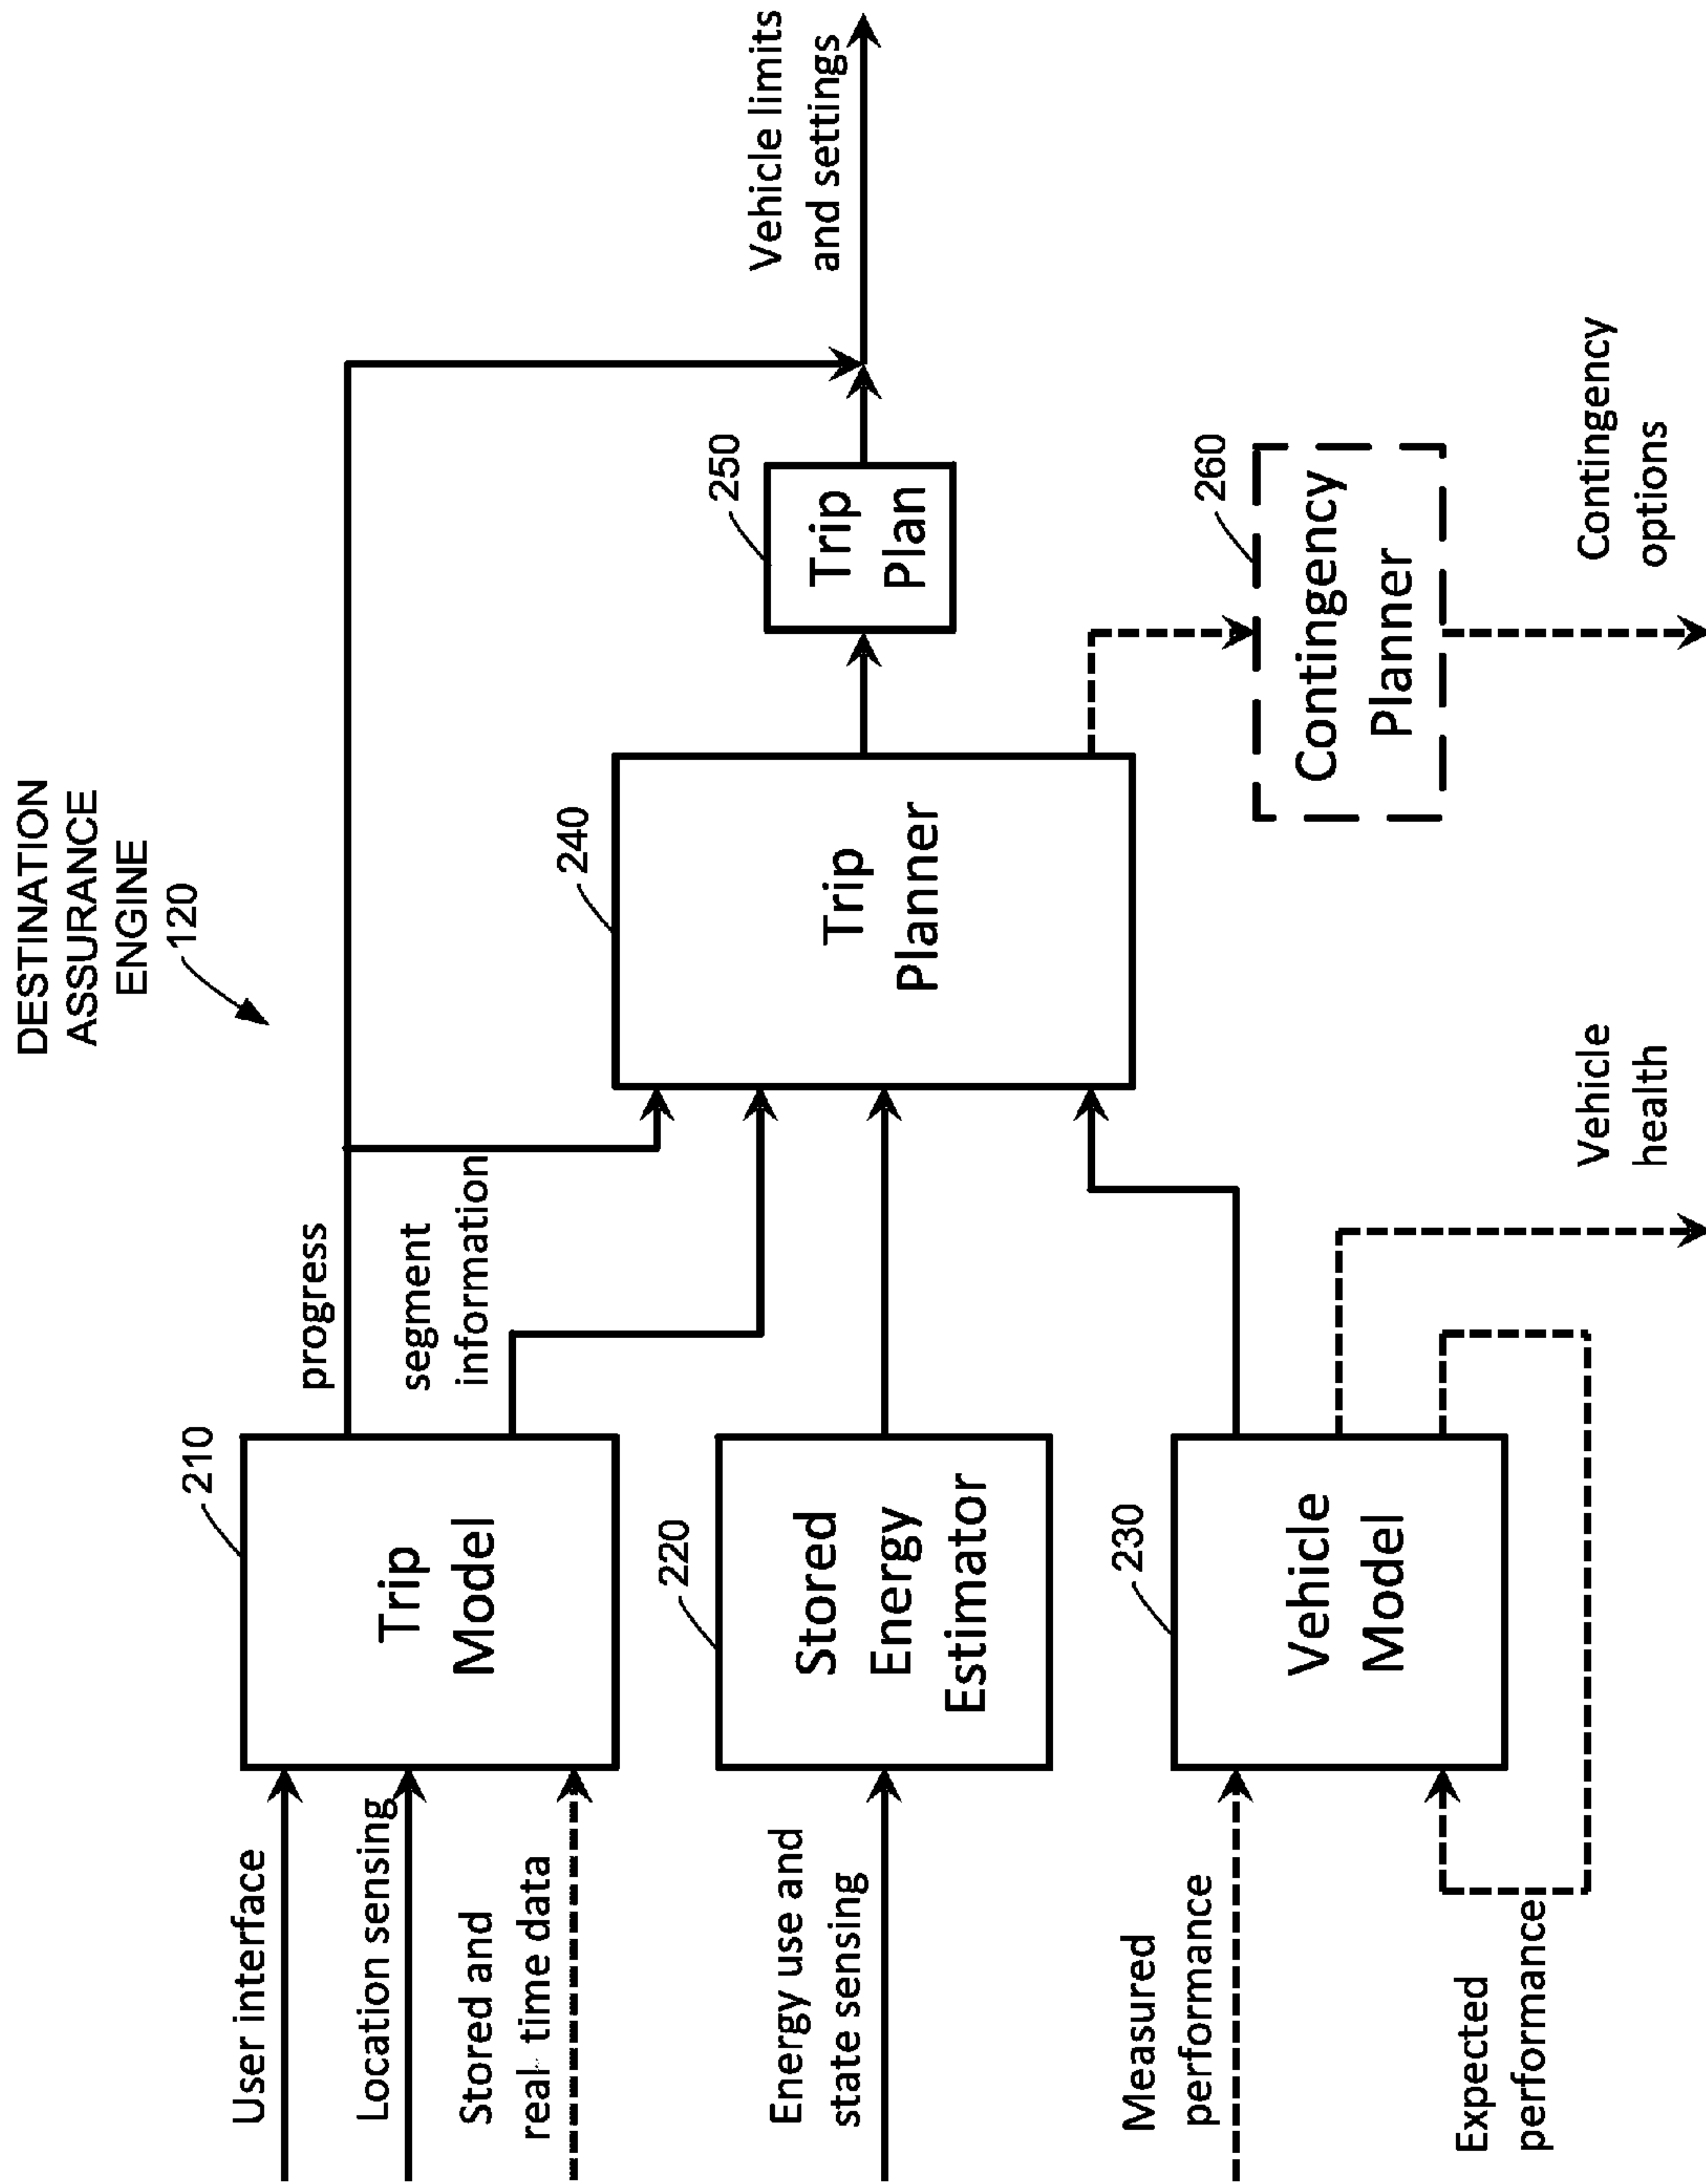 DESTINATION
ASSURANCE
ENGINE
120
User interface
Location sensing
Stored and
real-time data
210
Trip
Model
progress
segment
information
Energy use and
state sensing
220
Stored
Energy
Estimator
Measured
performance
Expected
performance
230
Vehicle
Model
Vehicle
health
240
Trip
Planner
250
Trip
Plan
260
Contingency
Planner
Contingency
options
Vehicle limits
and settings